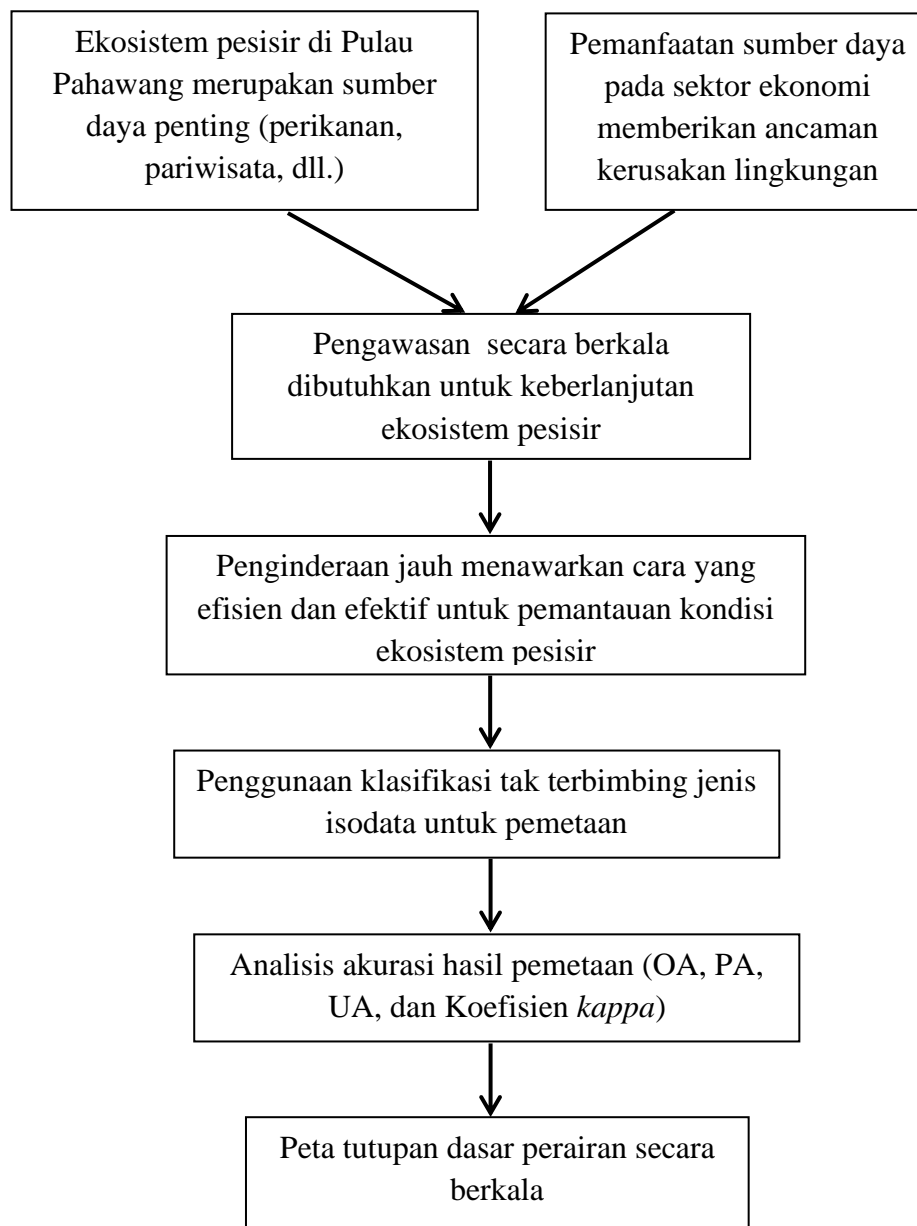 Ekosistem pesisir di Pulau
Pahawang merupakan sumber
daya penting (perikanan,
pariwisata, dll.)
Pemanfaatan sumber daya
pada sektor ekonomi
memberikan ancaman
kerusakan lingkungan
Pengawasan  secara berkala
dibutuhkan untuk keberlanjutan
ekosistem pesisir
Penginderaan jauh menawarkan cara yang
efisien dan efektif untuk pemantauan kondisi
ekosistem pesisir
Penggunaan klasifikasi tak terbimbing jenis
isodata untuk pemetaan
Analisis akurasi hasil pemetaan (OA, PA,
UA, dan Koefisien kappa)
Peta tutupan dasar perairan secara
berkala